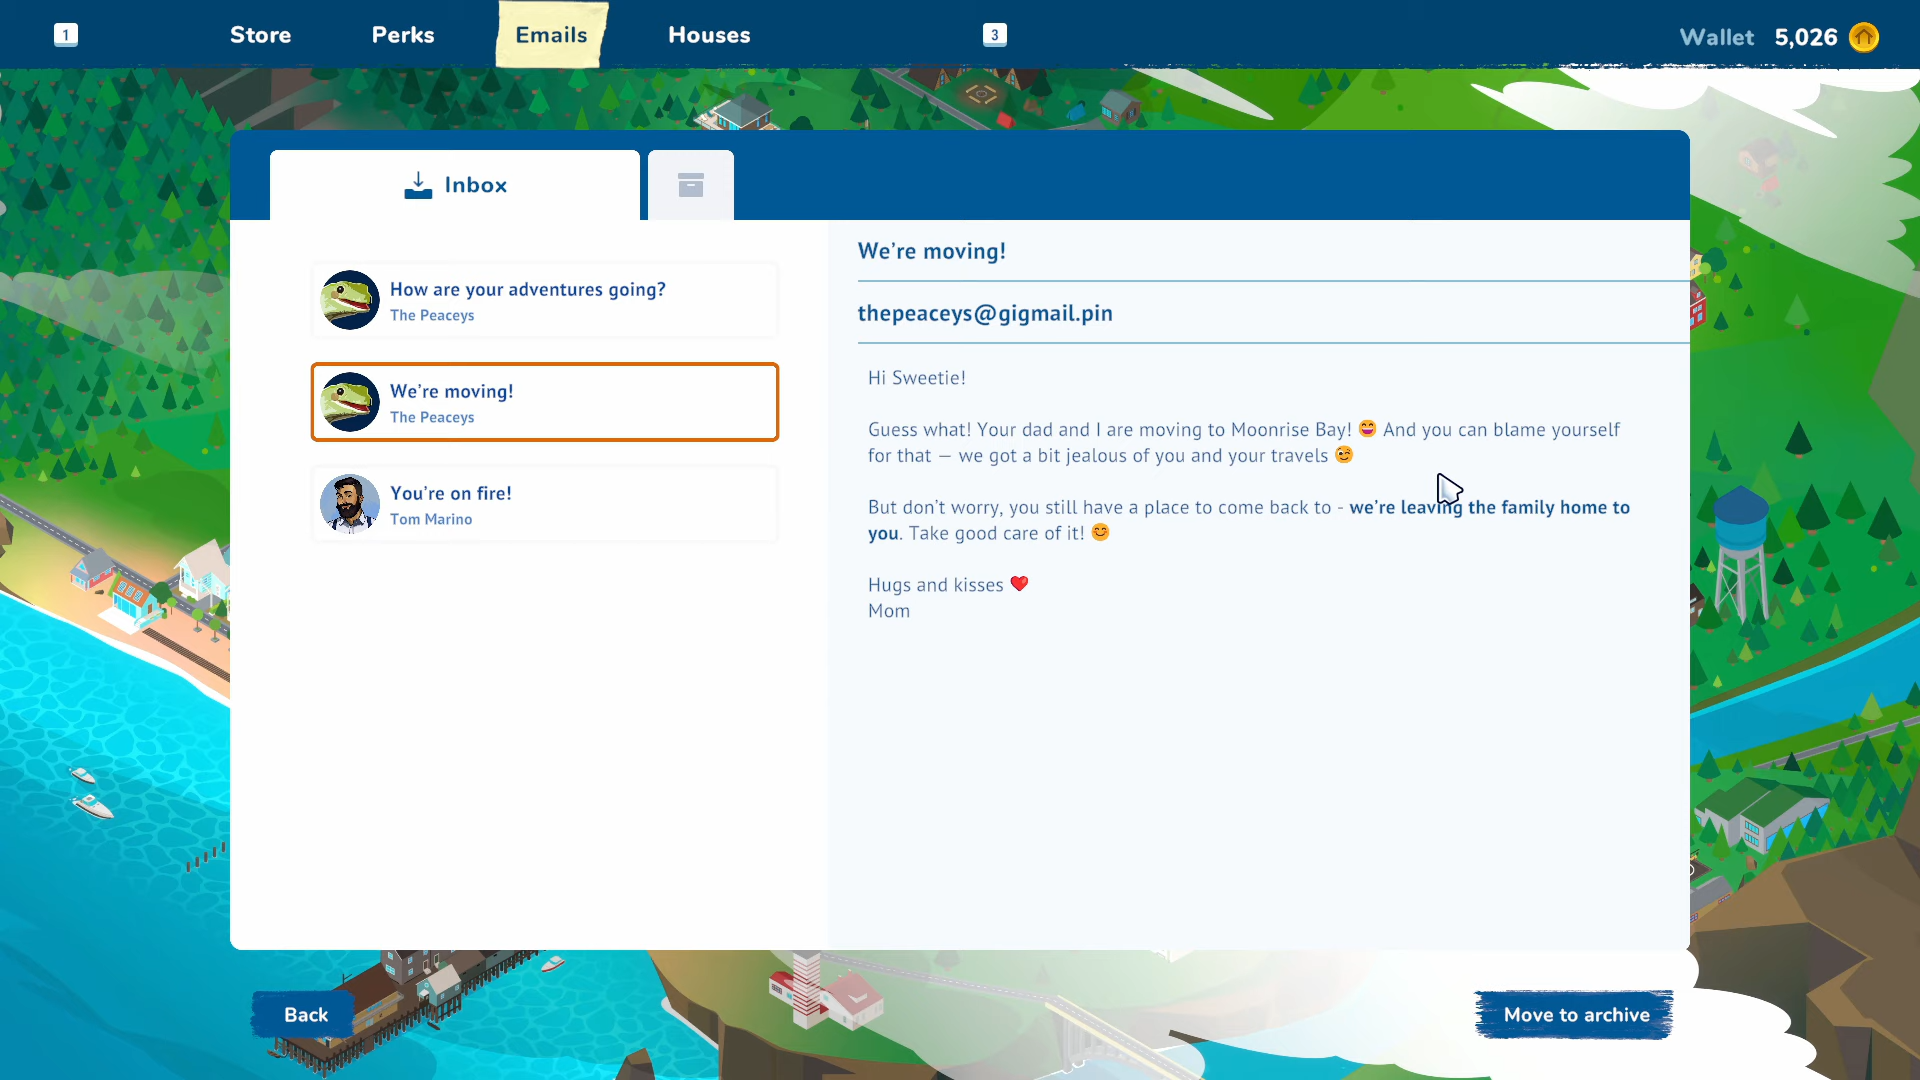 1
Store
Perks
Emails
Houses
3
Wallet 5,026
Inbox
How are your adventures going?
The Peaceys
We're moving!
The Peaceys
You're on fire!
Tom Marino
We're moving!
thepeaceys@gigmail.pin
Hi Sweetie!
Guess what! Your dad and I are moving to Moonrise Bay! 😄 And you can blame yourself
for that — we got a bit jealous of you and your travels 😉
But don't worry, you still have a place to come back to - we're leaving the family home to
you. Take good care of it! 😊
Hugs and kisses ❤️
Mom
Back
Move to archive